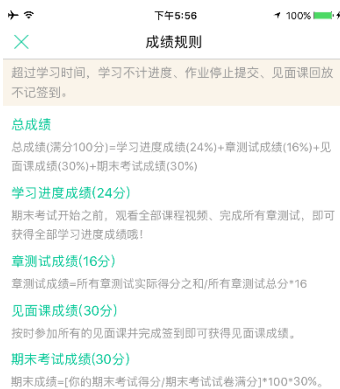 下午5:56
100%
成绩规则
超过学习时间，学习不计进度、作业停止提交、见面课回放
不记签到。
总成绩
总成绩(满分100分)=学习进度成绩(24%)+章测试成绩(16%)+见
面课成绩(30%)+期末考试成绩(30%)
学习进度成绩(24分)
期末考试开始之前，观看全部课程视频、完成所有章测试，即可
获得全部学习进度成绩哦！
章测试成绩(16分)
章测试成绩=所有章测试实际得分之和/所有章测试总分*16
见面课成绩(30分)
按时参加所有的见面课并完成签到即可获得见面课成绩。
期末考试成绩(30分)
期末成绩=[你的期末考试得分/期末考试试卷满分]*100*30%。